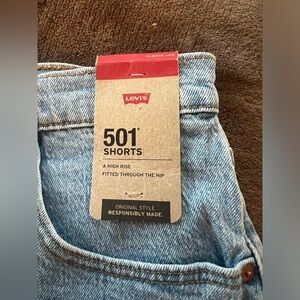 Levi's
501®
SHORTS
A HIGH RISE
FITTED THROUGH THE HIP
ORIGINAL STYLE.
RESPONSIBLY MADE.